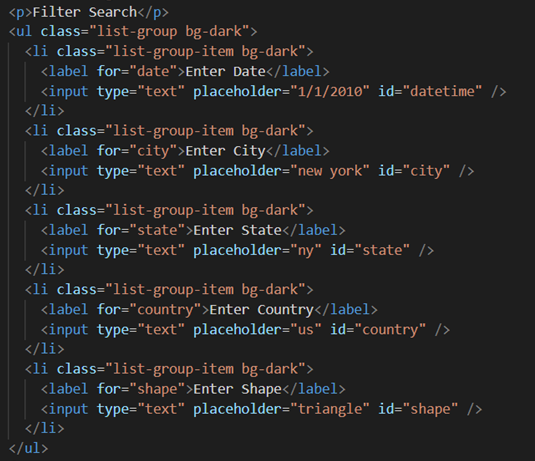 <p>Filter Search</p>
<ul class="list-group bg-dark">
<li class="list-group-item bg-dark">
<label for="date">Enter Date</label>
<input type="text" placeholder="1/1/2010" id="datetime" />
</li>
<li class="list-group-item bg-dark">
<label for="city">Enter City</label>
<input type="text" placeholder="new york" id="city" />
</li>
<li class="list-group-item bg-dark">
<label for="state">Enter State</label>
<input type="text" placeholder="ny" id="state" />
</li>
<li class="list-group-item bg-dark">
<label for="country">Enter Country</label>
<input type="text" placeholder="us" id="country" />
</li>
<li class="list-group-item bg-dark">
<label for="shape">Enter Shape</label>
<input type="text" placeholder="triangle" id="shape" />
</li>
</ul>